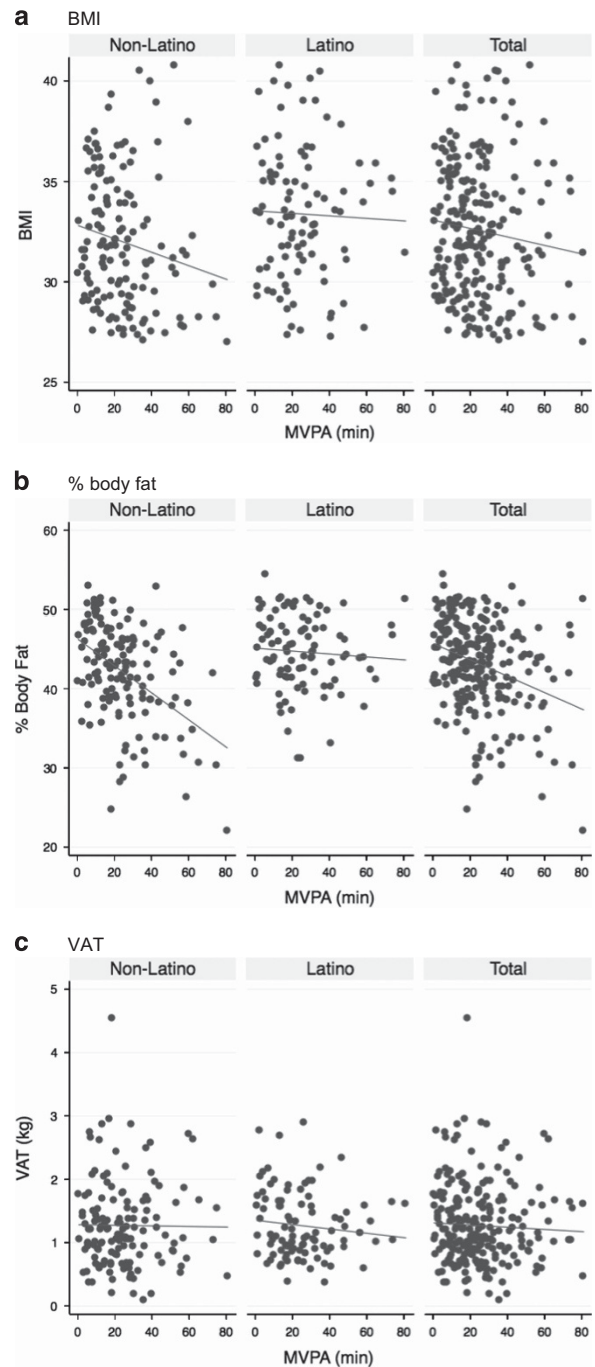 a BMI
Non-Latino Latino Total
40
35
30
25
BMI
0 20 40 60 80 0 20 40 60 80 0 20 40 60 80
MVPA (min)
b % body fat
Non-Latino Latino Total
60
50
40
30
20
% Body Fat
0 20 40 60 80 0 20 40 60 80 0 20 40 60 80
MVPA (min)
c VAT
Non-Latino Latino Total
5
4
3
2
1
0
VAT (kg)
0 20 40 60 80 0 20 40 60 80 0 20 40 60 80
MVPA (min)